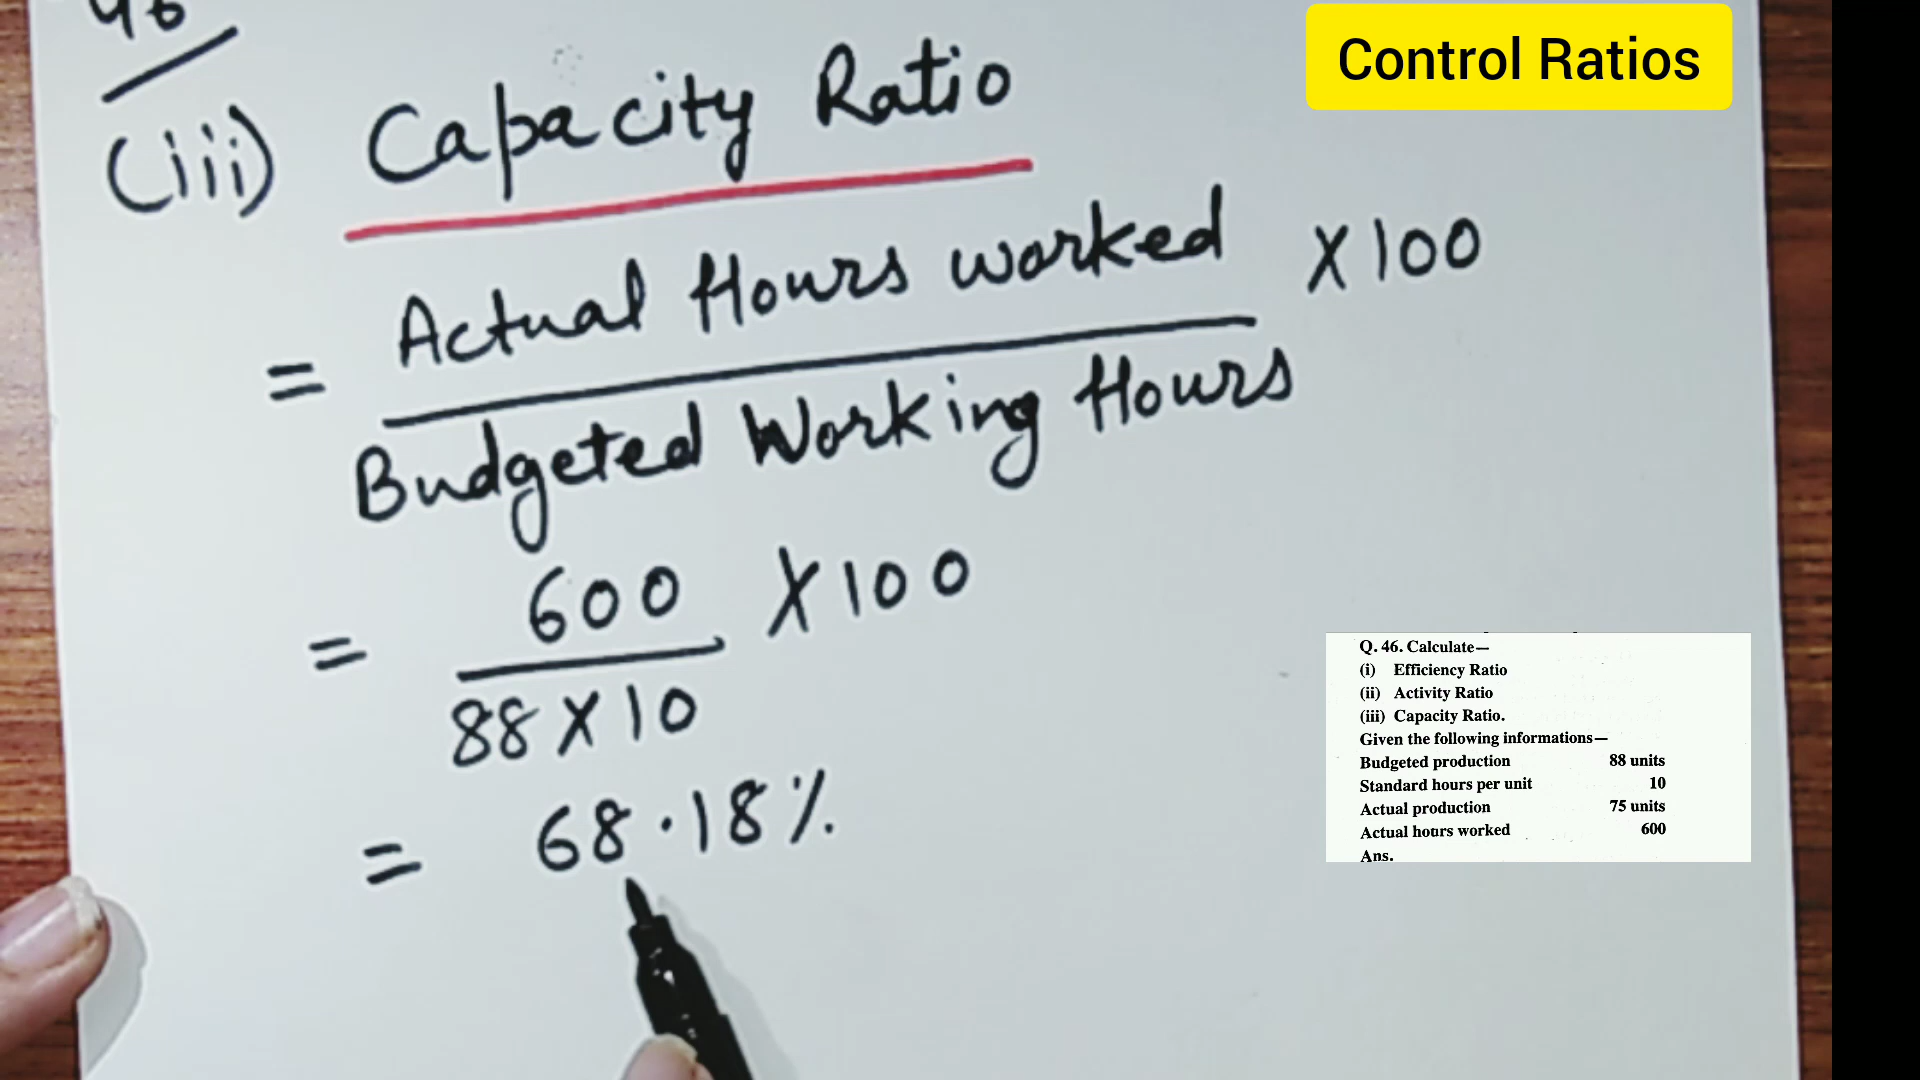 46
Control Ratios
(iii) Capacity Ratio
= Actual Hours worked X 100
Budgeted Working Hours
= 600 X 100
88 X 10
= 68.18%
Q. 46. Calculate—
(i) Efficiency Ratio
(ii) Activity Ratio
(iii) Capacity Ratio.
Given the following informations—
Budgeted production 88 units
Standard hours per unit 10
Actual production 75 units
Actual hours worked 600
Ans.